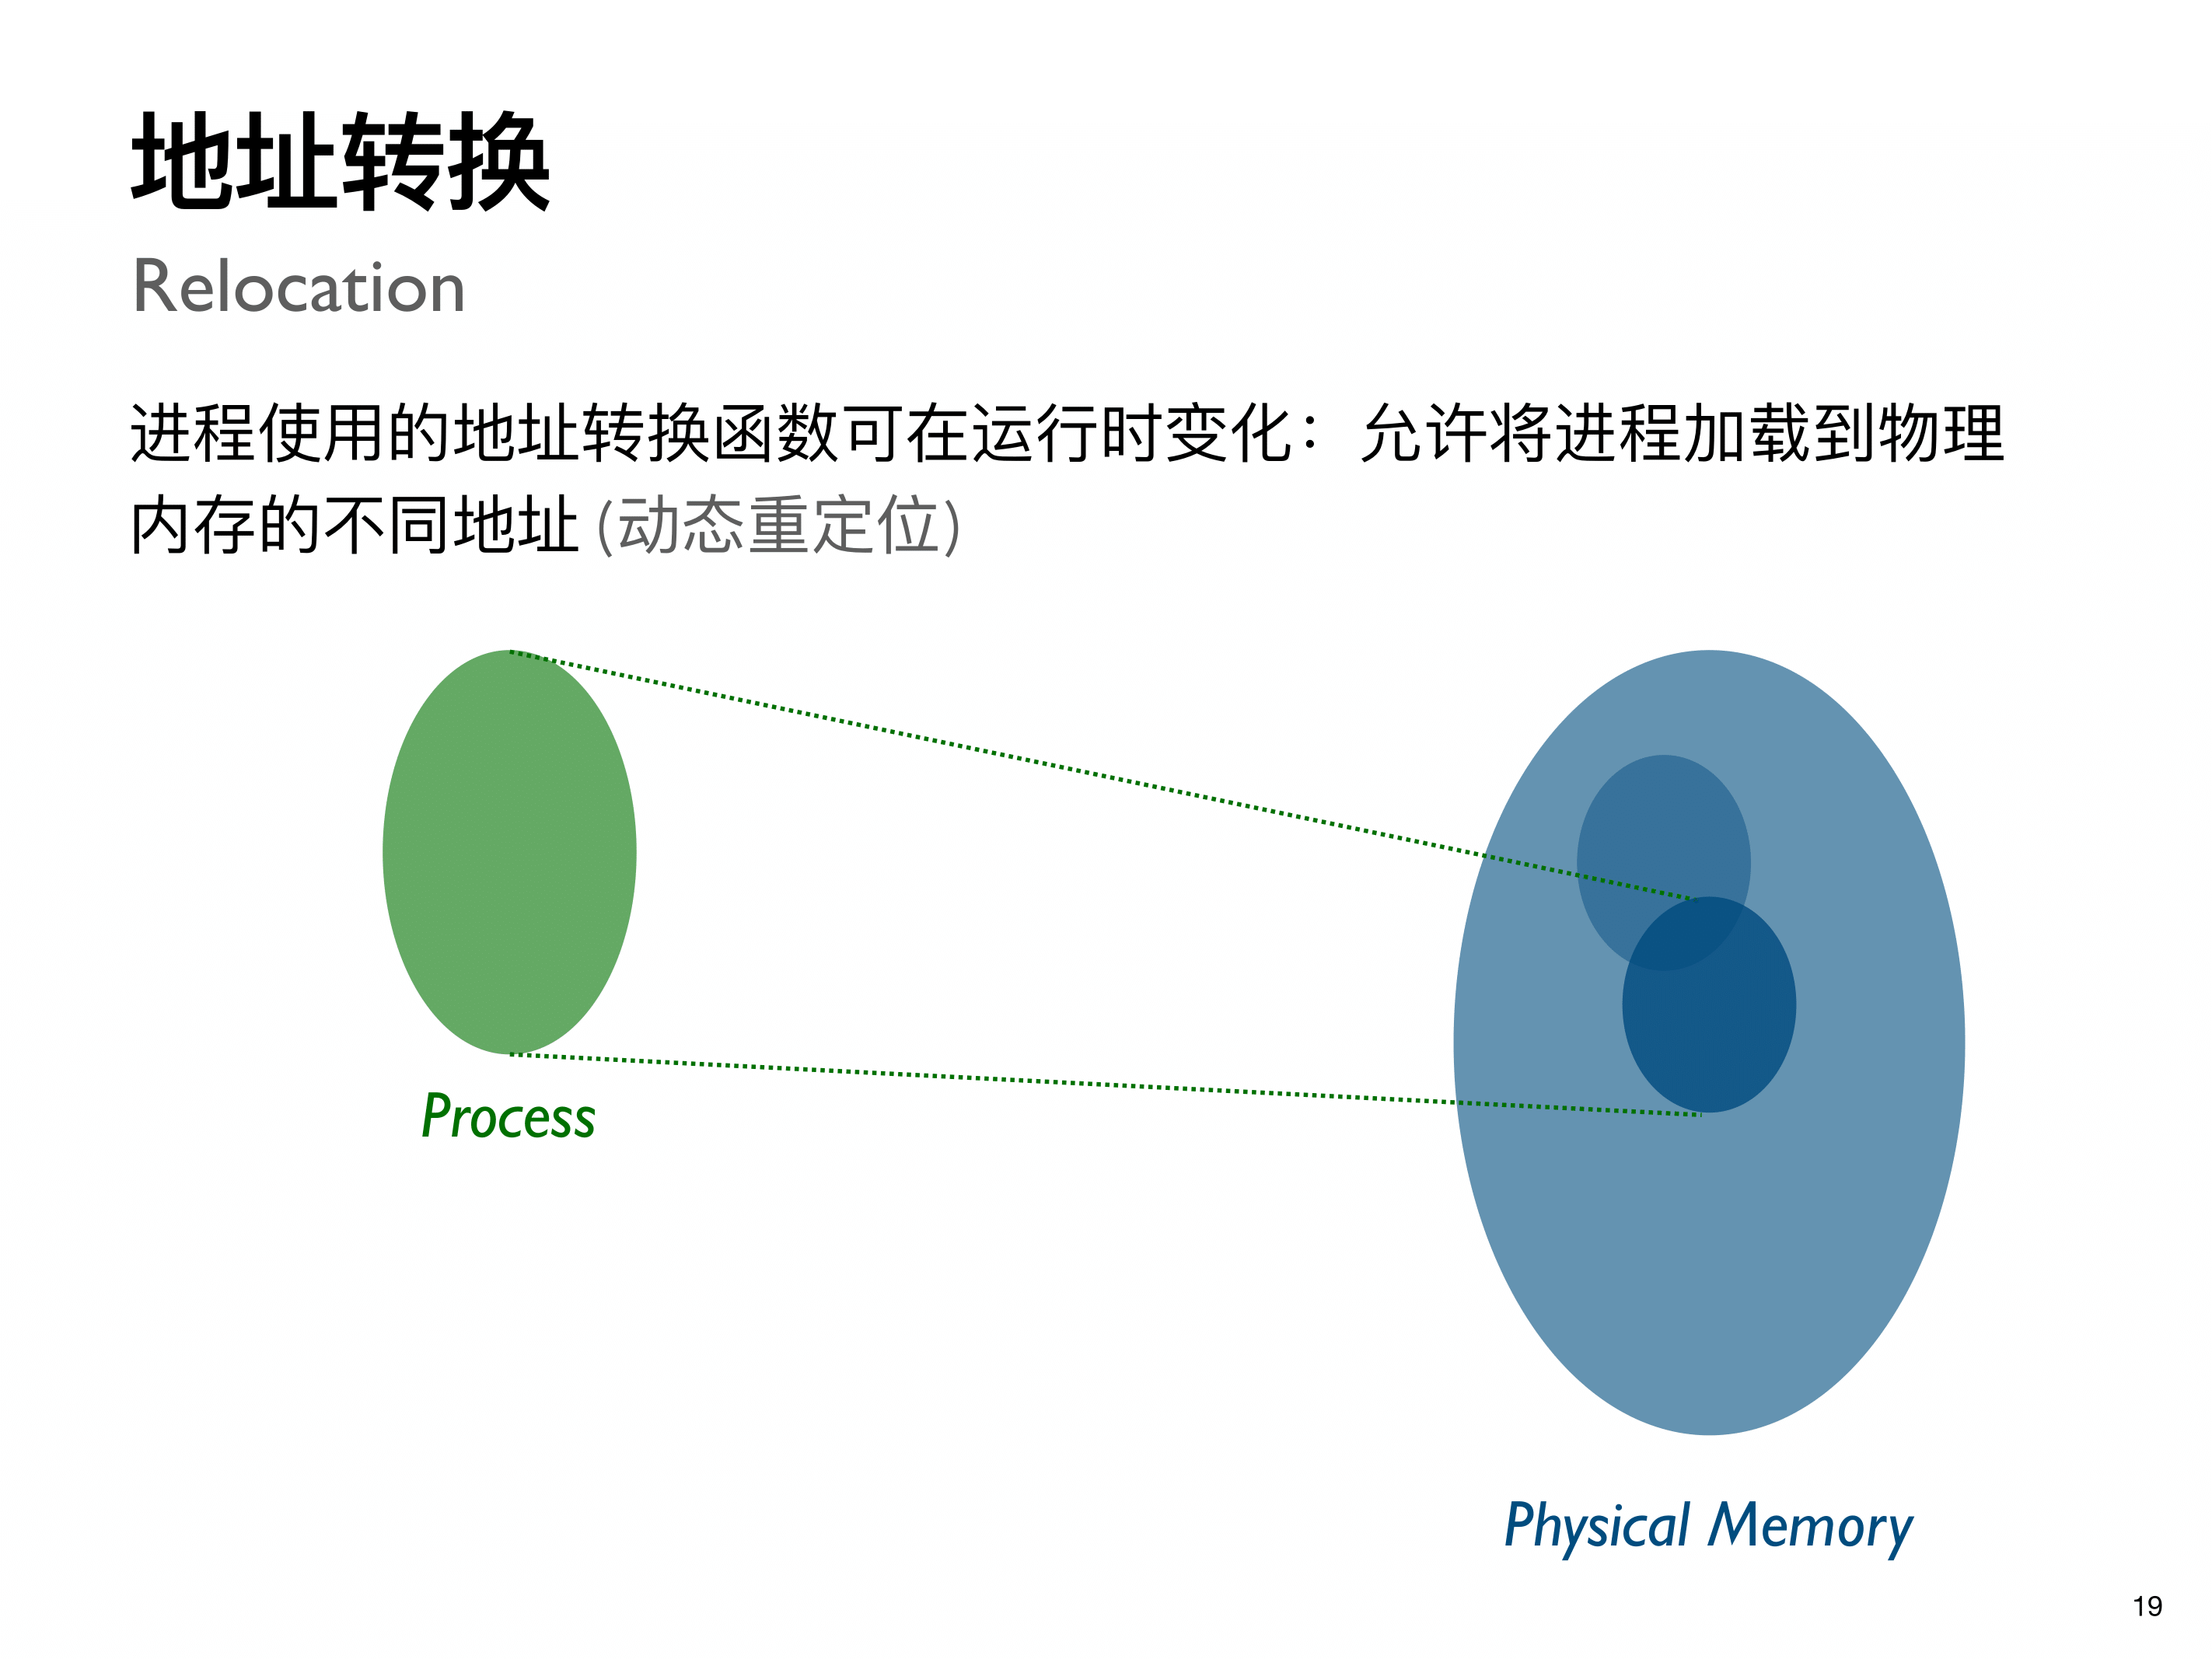 地址转换
Relocation
进程使用的地址转换函数可在运行时变化：允许将进程加载到物理
内存的不同地址 (动态重定位)
Process
Physical Memory
19